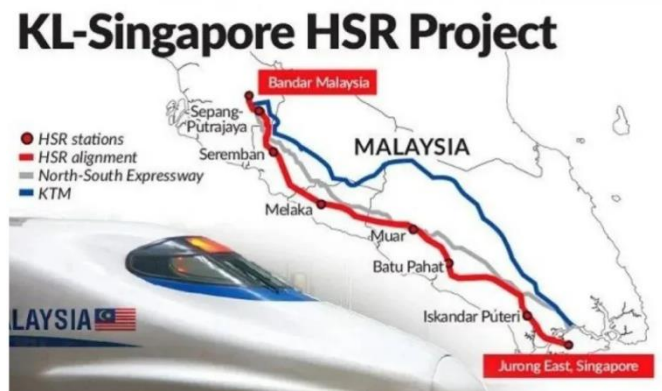 KL-Singapore HSR Project
Bandar Malaysia
Sepang-
Putrajaya
HSR stations
HSR alignment
North-South Expressway
KTM
Seremban
MALAYSIA
Melaka
Muar
Batu Pahat
Iskandar Puteri
LAYSIA
Jurong East, Singapore